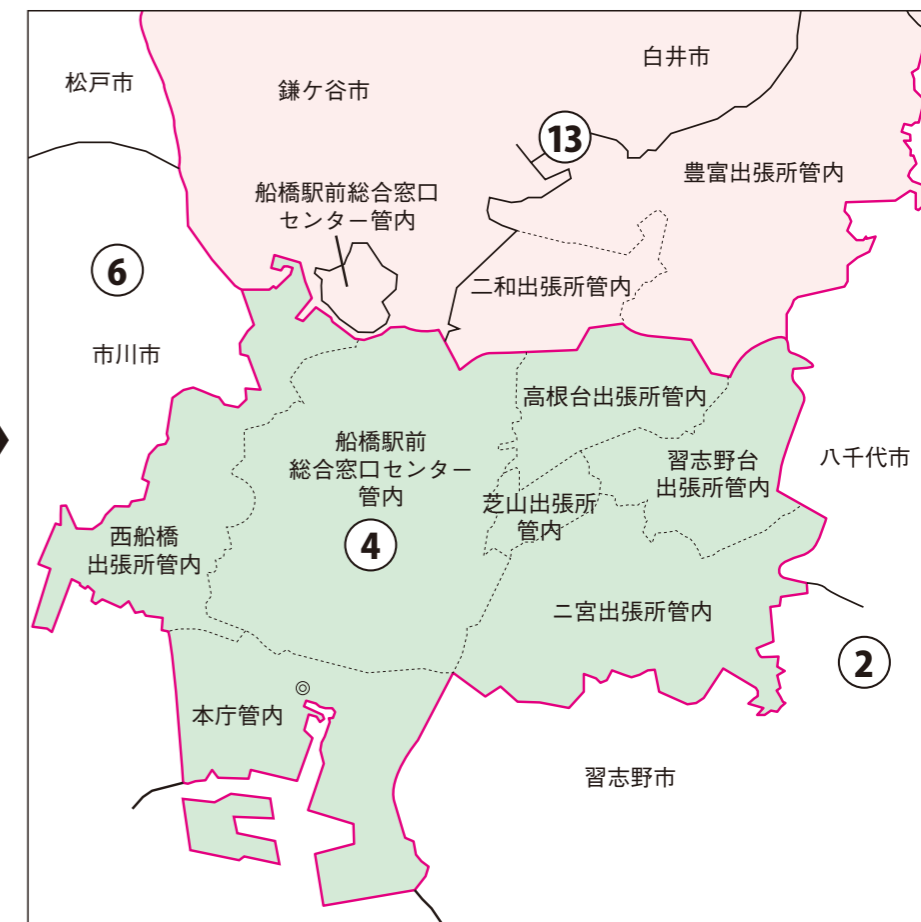 松戸市
鎌ケ谷市
白井市
13
豊富出張所管内
船橋駅前総合窓口
センター管内
6
二和出張所管内
市川市
高根台出張所管内
船橋駅前
総合窓口センター
管内
習志野台
出張所管内
八千代市
芝山出張所
管内
4
西船橋
出張所管内
二宮出張所管内
2
本庁管内
習志野市